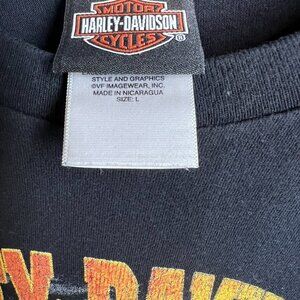 MOTOR
HARLEY-DAVIDSON
CYCLES
®
STYLE AND GRAPHICS
©VF IMAGEWEAR, INC.
MADE IN NICARAGUA
SIZE: L